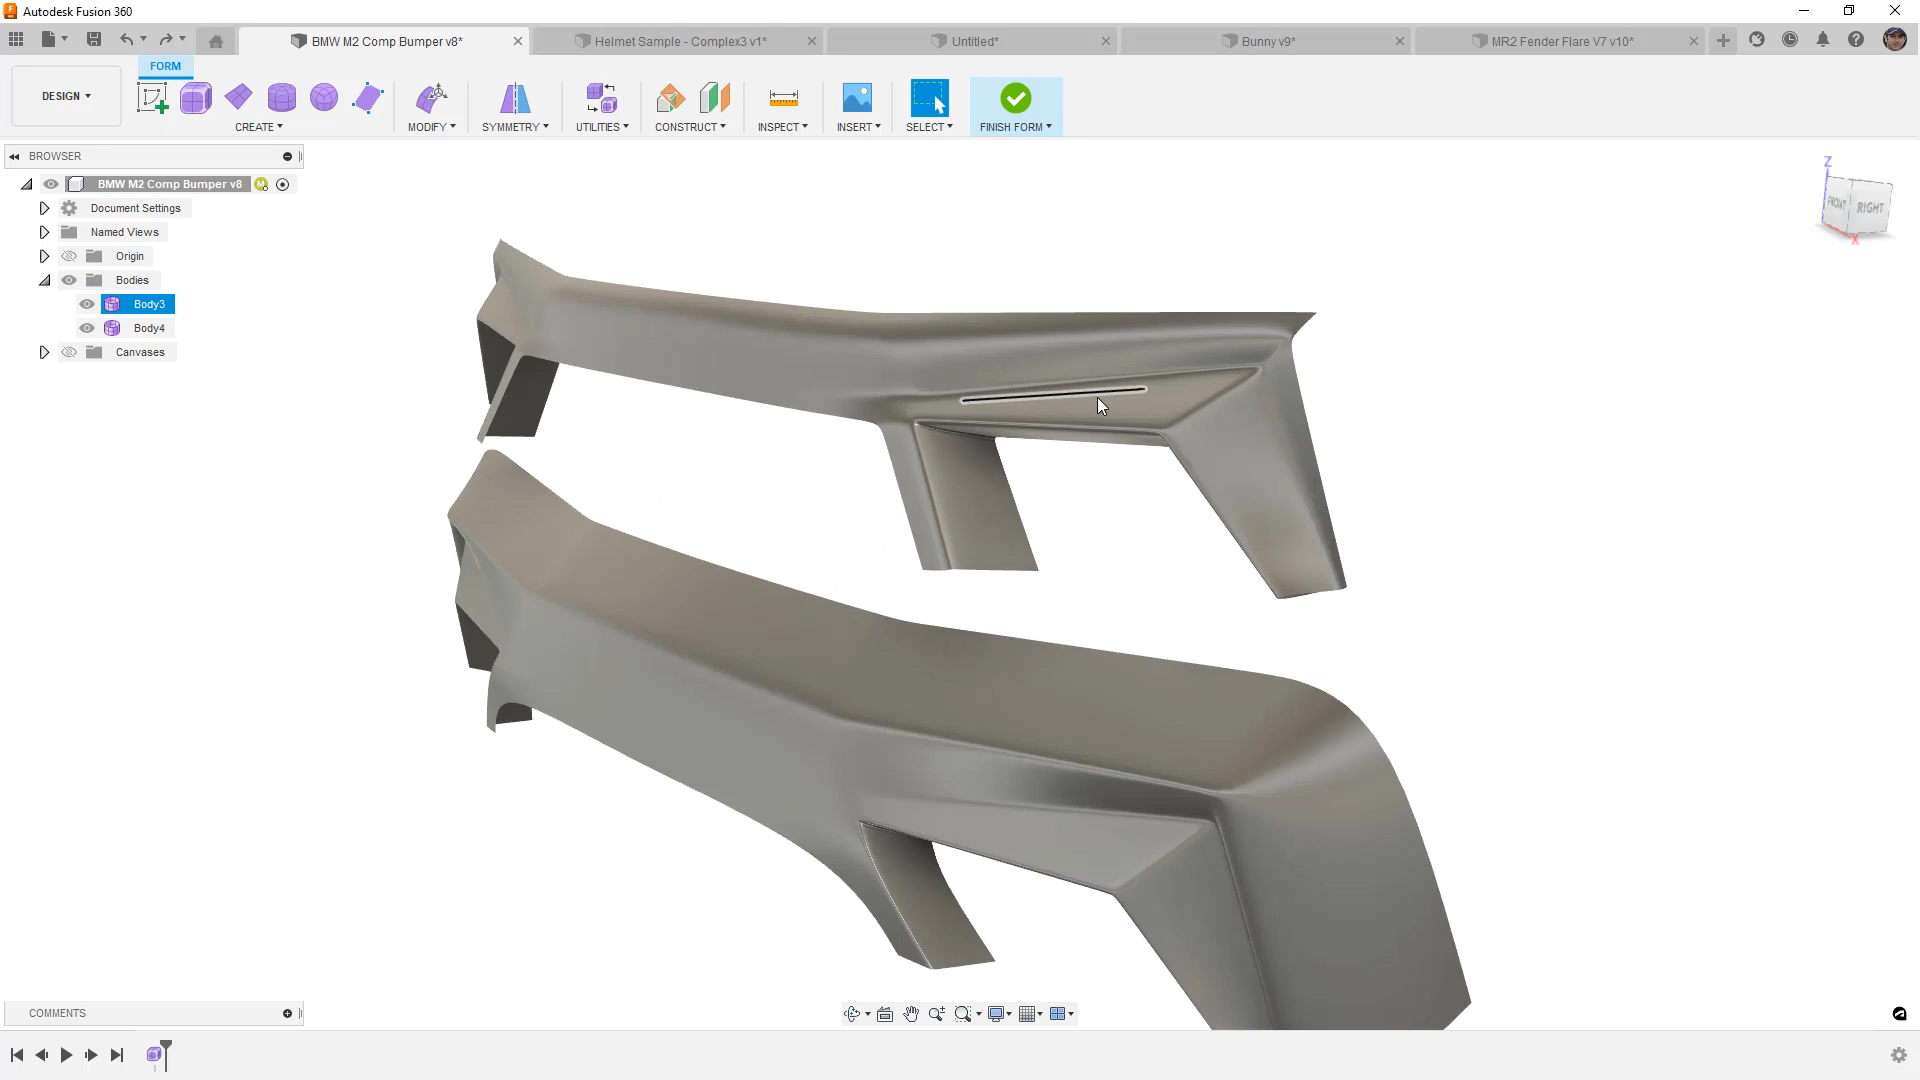 Autodesk Fusion 360
BMW M2 Comp Bumper v8*
Helmet Sample - Complex3 v1*
Untitled*
Bunny v9*
MR2 Fender Flare V7 v10*
FORM
DESIGN
CREATE
MODIFY
SYMMETRY
UTILITIES
CONSTRUCT
INSPECT
INSERT
SELECT
FINISH FORM
BROWSER
BMW M2 Comp Bumper v8
Document Settings
Named Views
Origin
Bodies
Body3
Body4
Canvases
Z
FRONT
RIGHT
X
COMMENTS